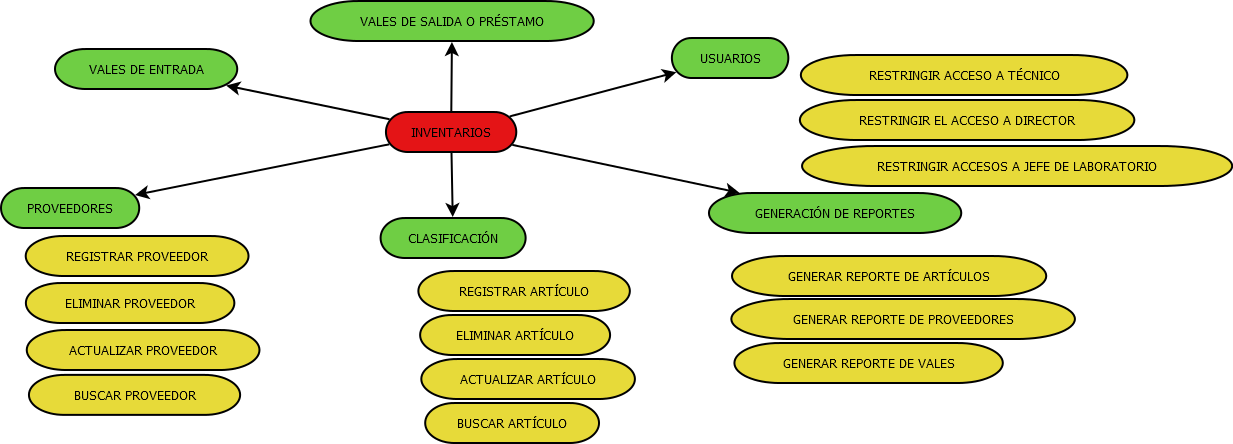 VALES DE SALIDA O PRÉSTAMO
VALES DE ENTRADA
USUARIOS
RESTRINGIR ACCESO A TÉCNICO
RESTRINGIR EL ACCESO A DIRECTOR
RESTRINGIR ACCESOS A JEFE DE LABORATORIO
INVENTARIOS
PROVEEDORES
REGISTRAR PROVEEDOR
ELIMINAR PROVEEDOR
ACTUALIZAR PROVEEDOR
BUSCAR PROVEEDOR
CLASIFICACIÓN
REGISTRAR ARTÍCULO
ELIMINAR ARTÍCULO
ACTUALIZAR ARTÍCULO
BUSCAR ARTÍCULO
GENERACIÓN DE REPORTES
GENERAR REPORTE DE ARTÍCULOS
GENERAR REPORTE DE PROVEEDORES
GENERAR REPORTE DE VALES